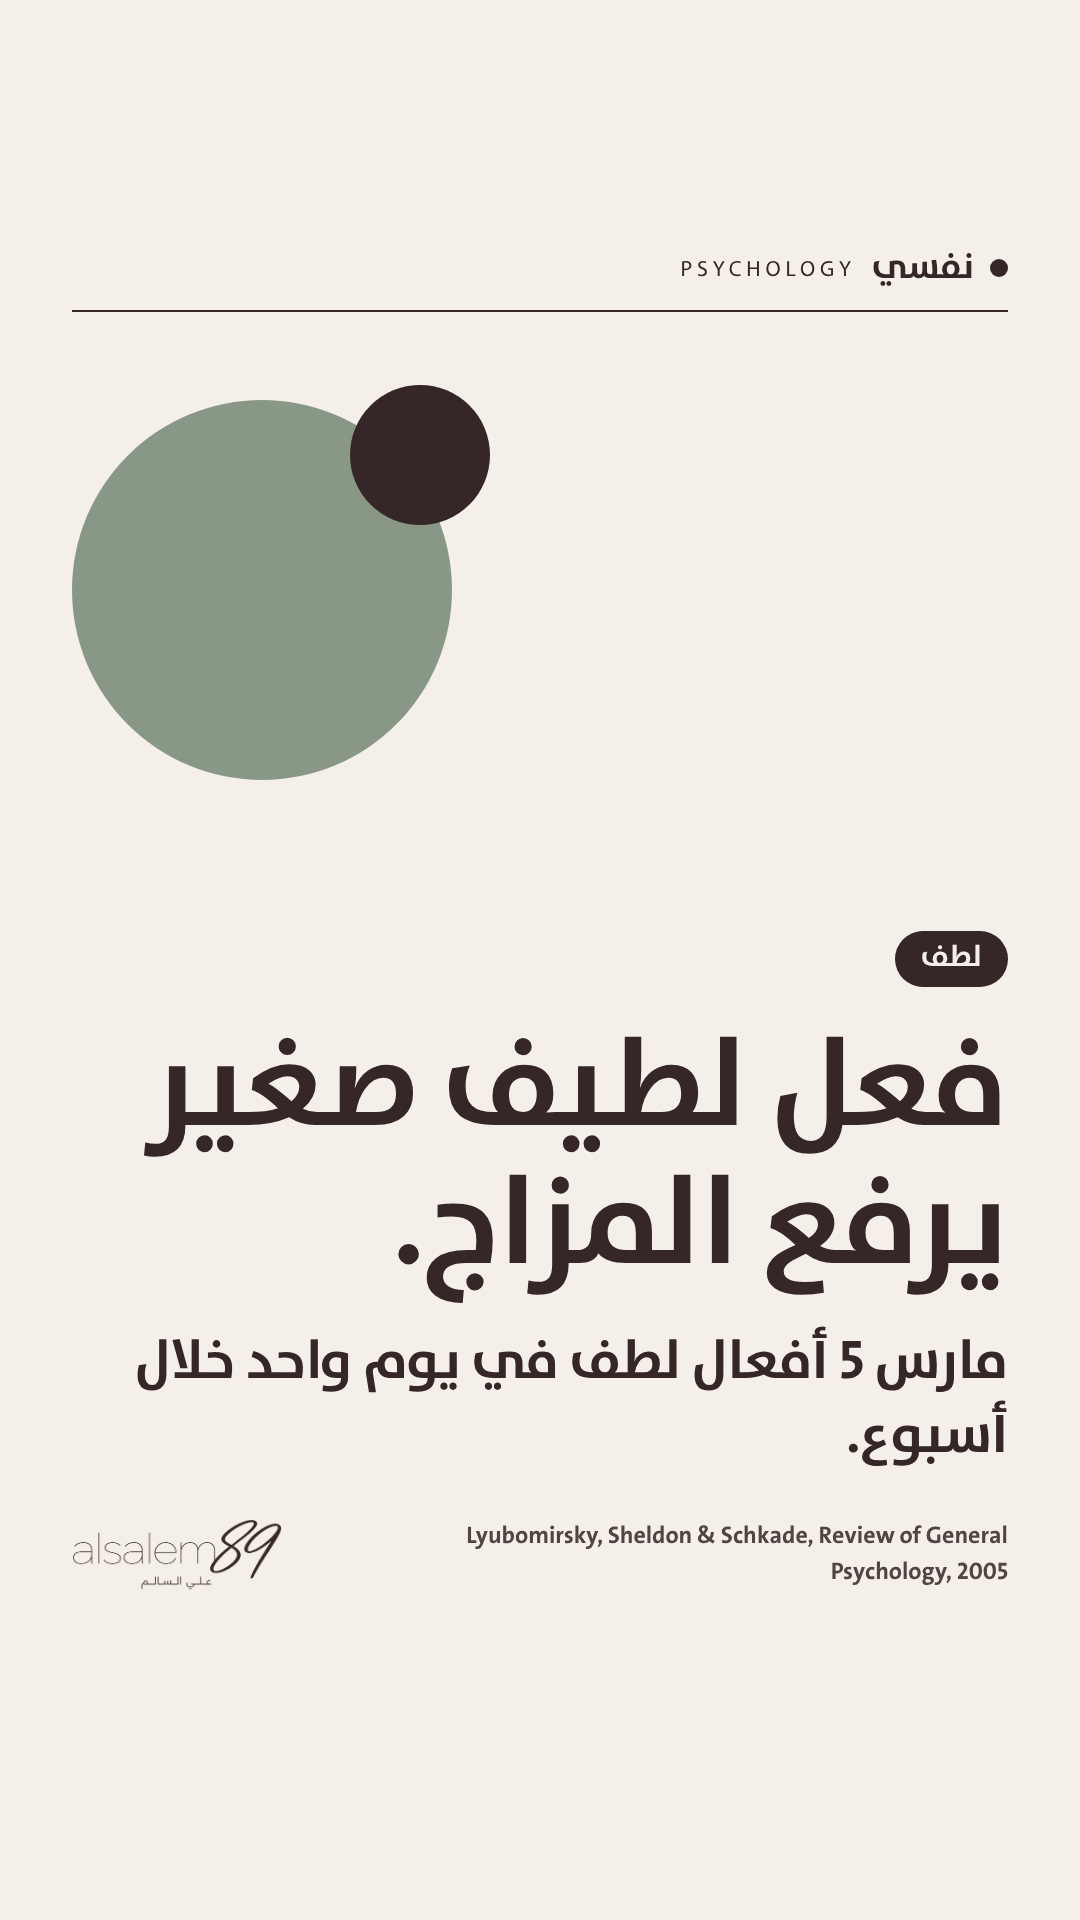 نفسي PSYCHOLOGY
لطف
فعل لطيف صغير
يرفع المزاج.
مارس 5 أفعال لطف في يوم واحد خلال
أسبوع.
Lyubomirsky, Sheldon & Schkade, Review of General
Psychology, 2005
alsalem89
علي السالم